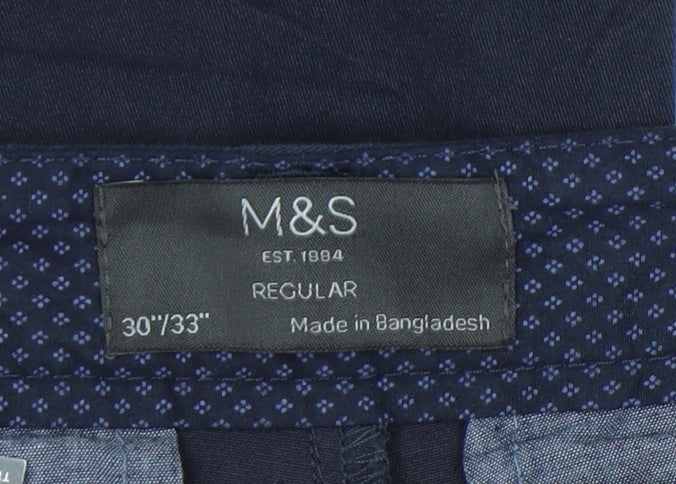 M&S
EST. 1884
REGULAR
30"/33"
Made in Bangladesh